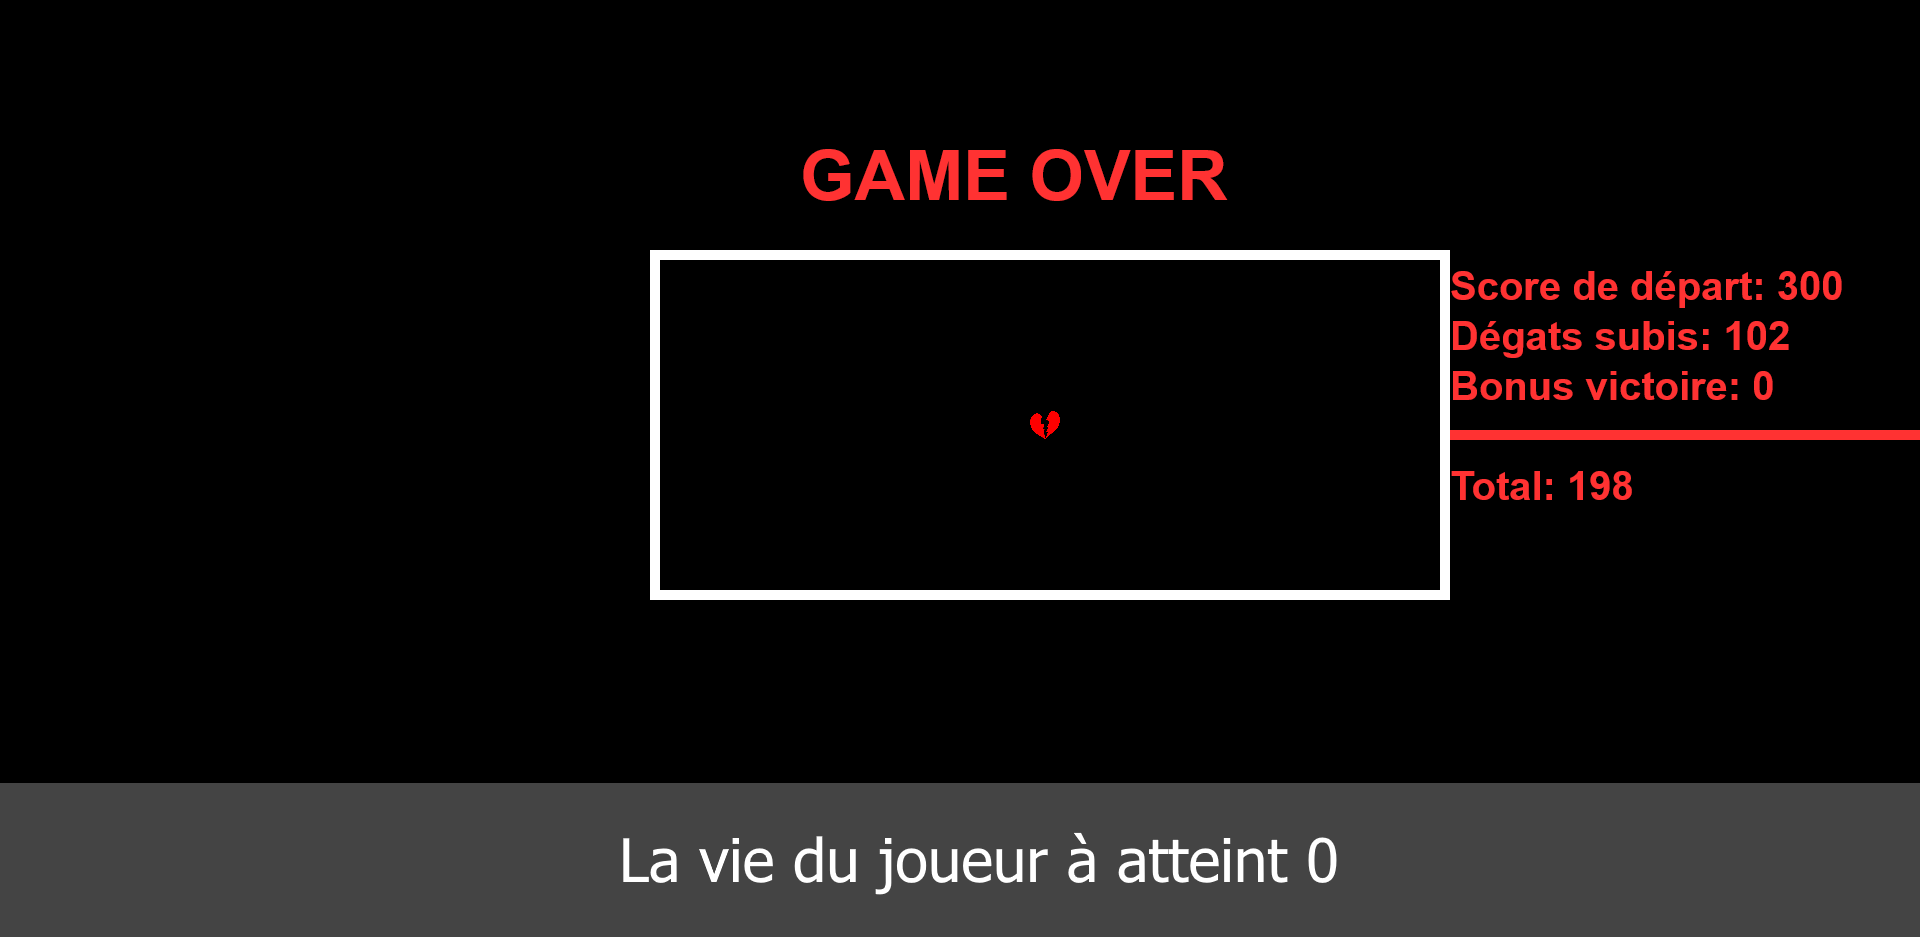 GAME OVER
Score de départ: 300
Dégats subis: 102
Bonus victoire: 0
Total: 198
La vie du joueur à atteint 0